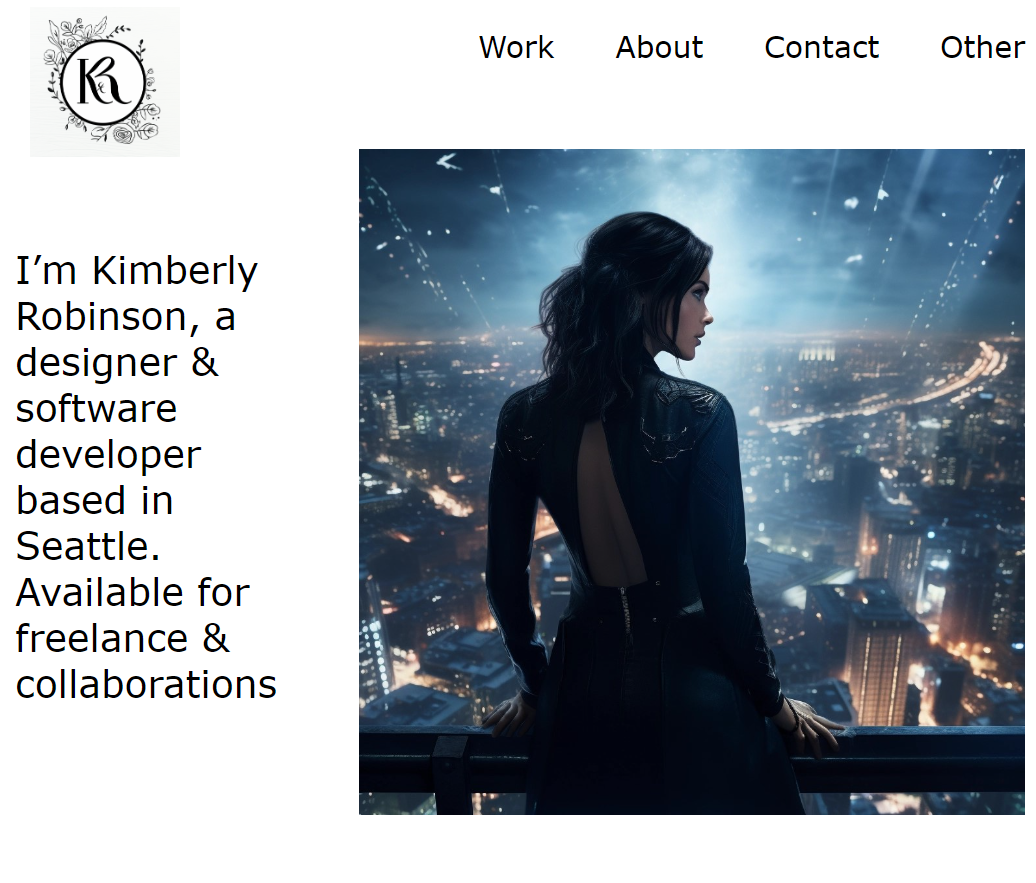 KR
Work About Contact Other
I’m Kimberly
Robinson, a
designer &
software
developer
based in
Seattle.
Available for
freelance &
collaborations